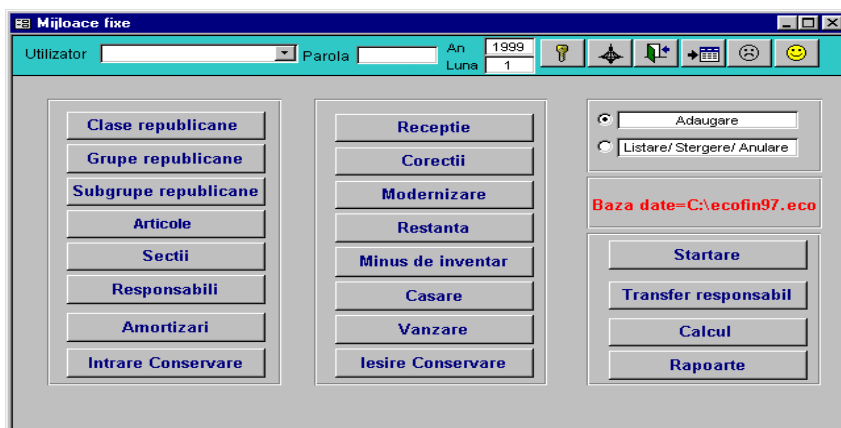 Mijloace fixe
Utilizator Parola An 1999
Luna 1
Clase republicane
Grupe republicane
Subgrupe republicane
Articole
Sectii
Responsabili
Amortizari
Intrare Conservare
Receptie
Corectii
Modernizare
Restanta
Minus de inventar
Casare
Vanzare
Iesire Conservare
Adaugare
Listare/ Stergere/ Anulare
Baza date=C:\ecofin97.eco
Startare
Transfer responsabil
Calcul
Rapoarte